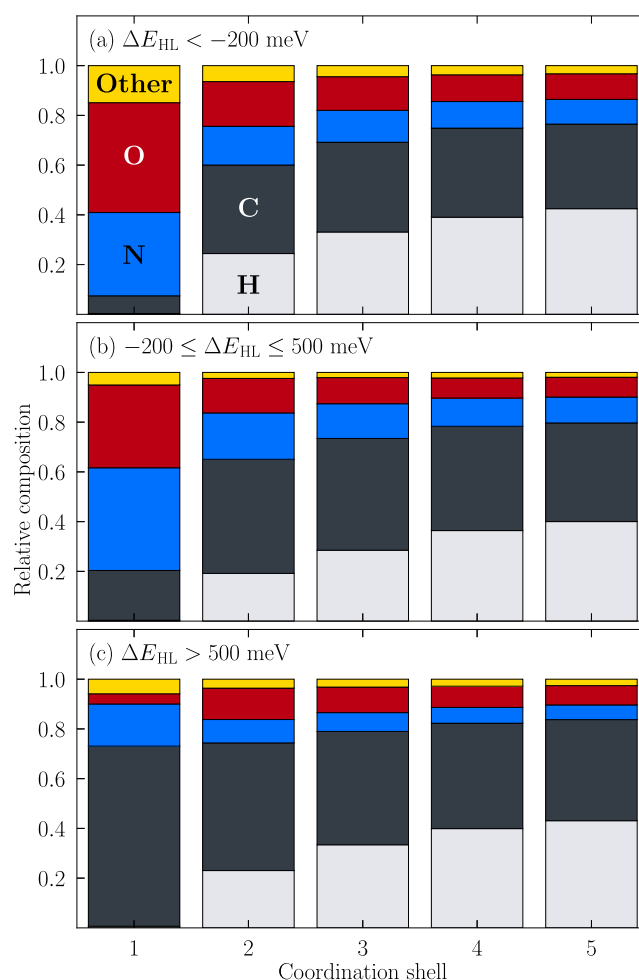 (a) ΔE_HL < −200 meV
1.0
0.8
0.6
0.4
0.2
Other
O
N
C
H
(b) −200 ≤ ΔE_HL ≤ 500 meV
1.0
0.8
0.6
0.4
0.2
Relative composition
(c) ΔE_HL > 500 meV
1.0
0.8
0.6
0.4
0.2
1 2 3 4 5
Coordination shell